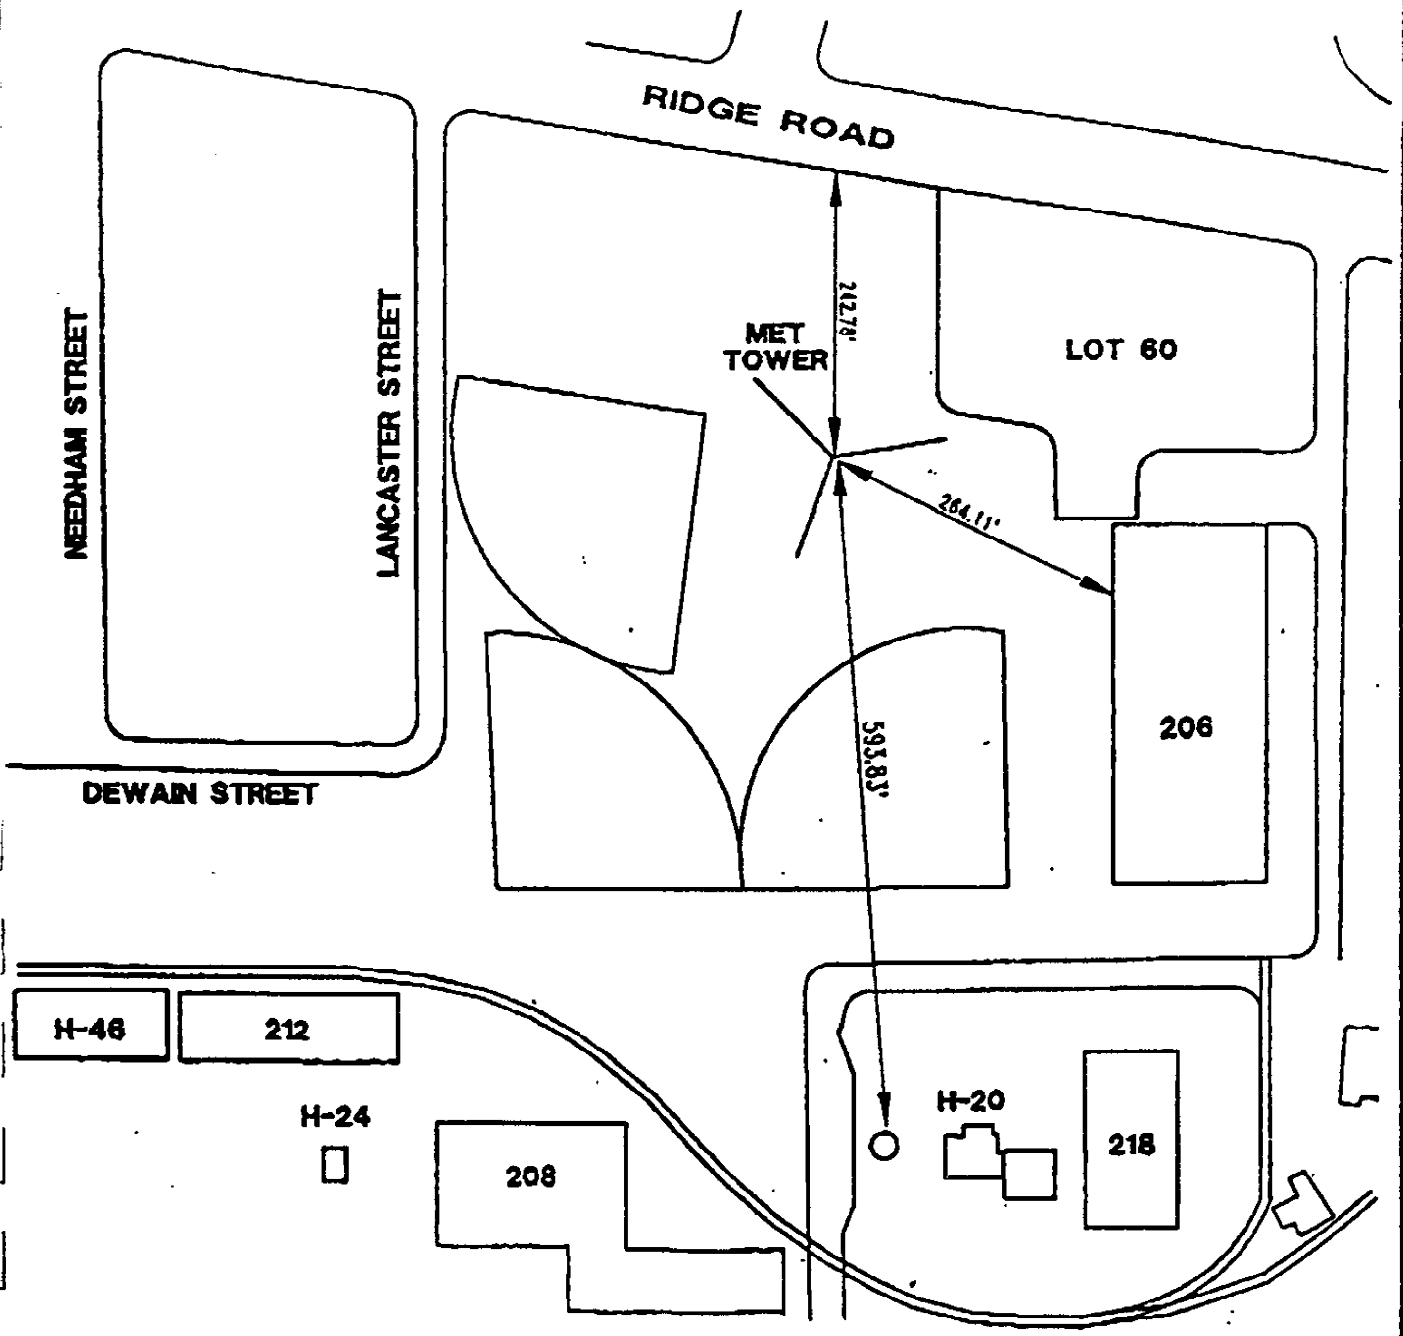 RIDGE ROAD
242.78'
MET
TOWER
LOT 60
NEEDHAM STREET
LANCASTER STREET
264.11'
206
593.83'
DEWAIN STREET
H-46
212
H-24
H-20
208
218